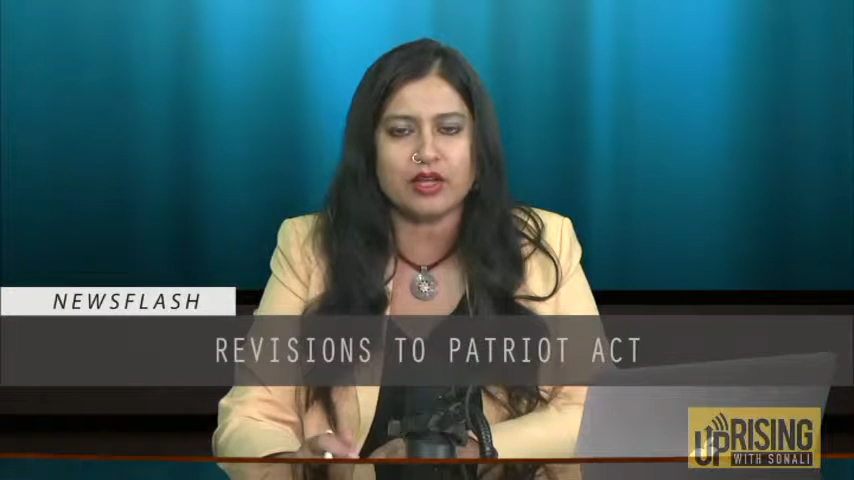 NEWSFLASH
REVISIONS TO PATRIOT ACT
UPRISING
WITH SONALI